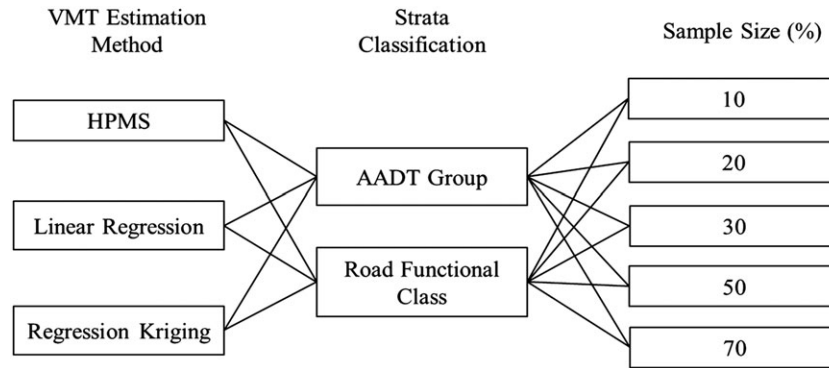 VMT Estimation
Method
HPMS
Linear Regression
Regression Kriging
Strata
Classification
AADT Group
Road Functional
Class
Sample Size (%)
10
20
30
50
70